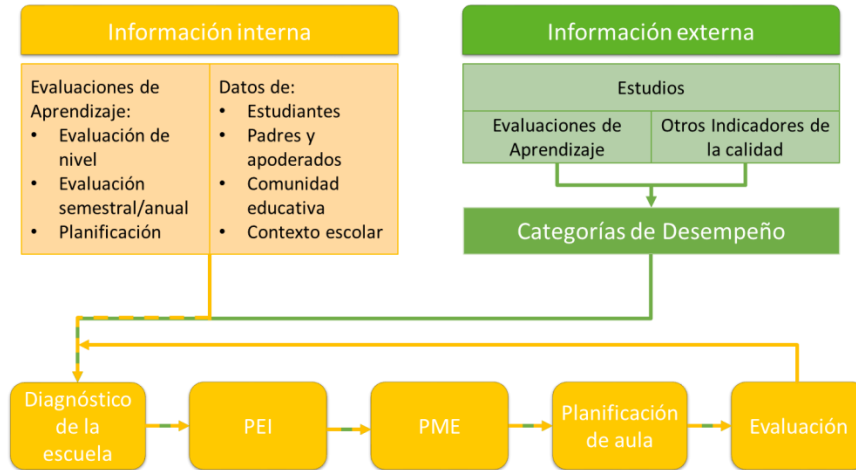 Información interna
Evaluaciones de
Aprendizaje:
• Evaluación de
nivel
• Evaluación
semestral/anual
• Planificación
Datos de:
• Estudiantes
• Padres y
apoderados
• Comunidad
educativa
• Contexto escolar
Información externa
Estudios
Evaluaciones de
Aprendizaje
Otros Indicadores de
la calidad
Categorías de Desempeño
Diagnóstico
de la
escuela
PEI
PME
Planificación
de aula
Evaluación